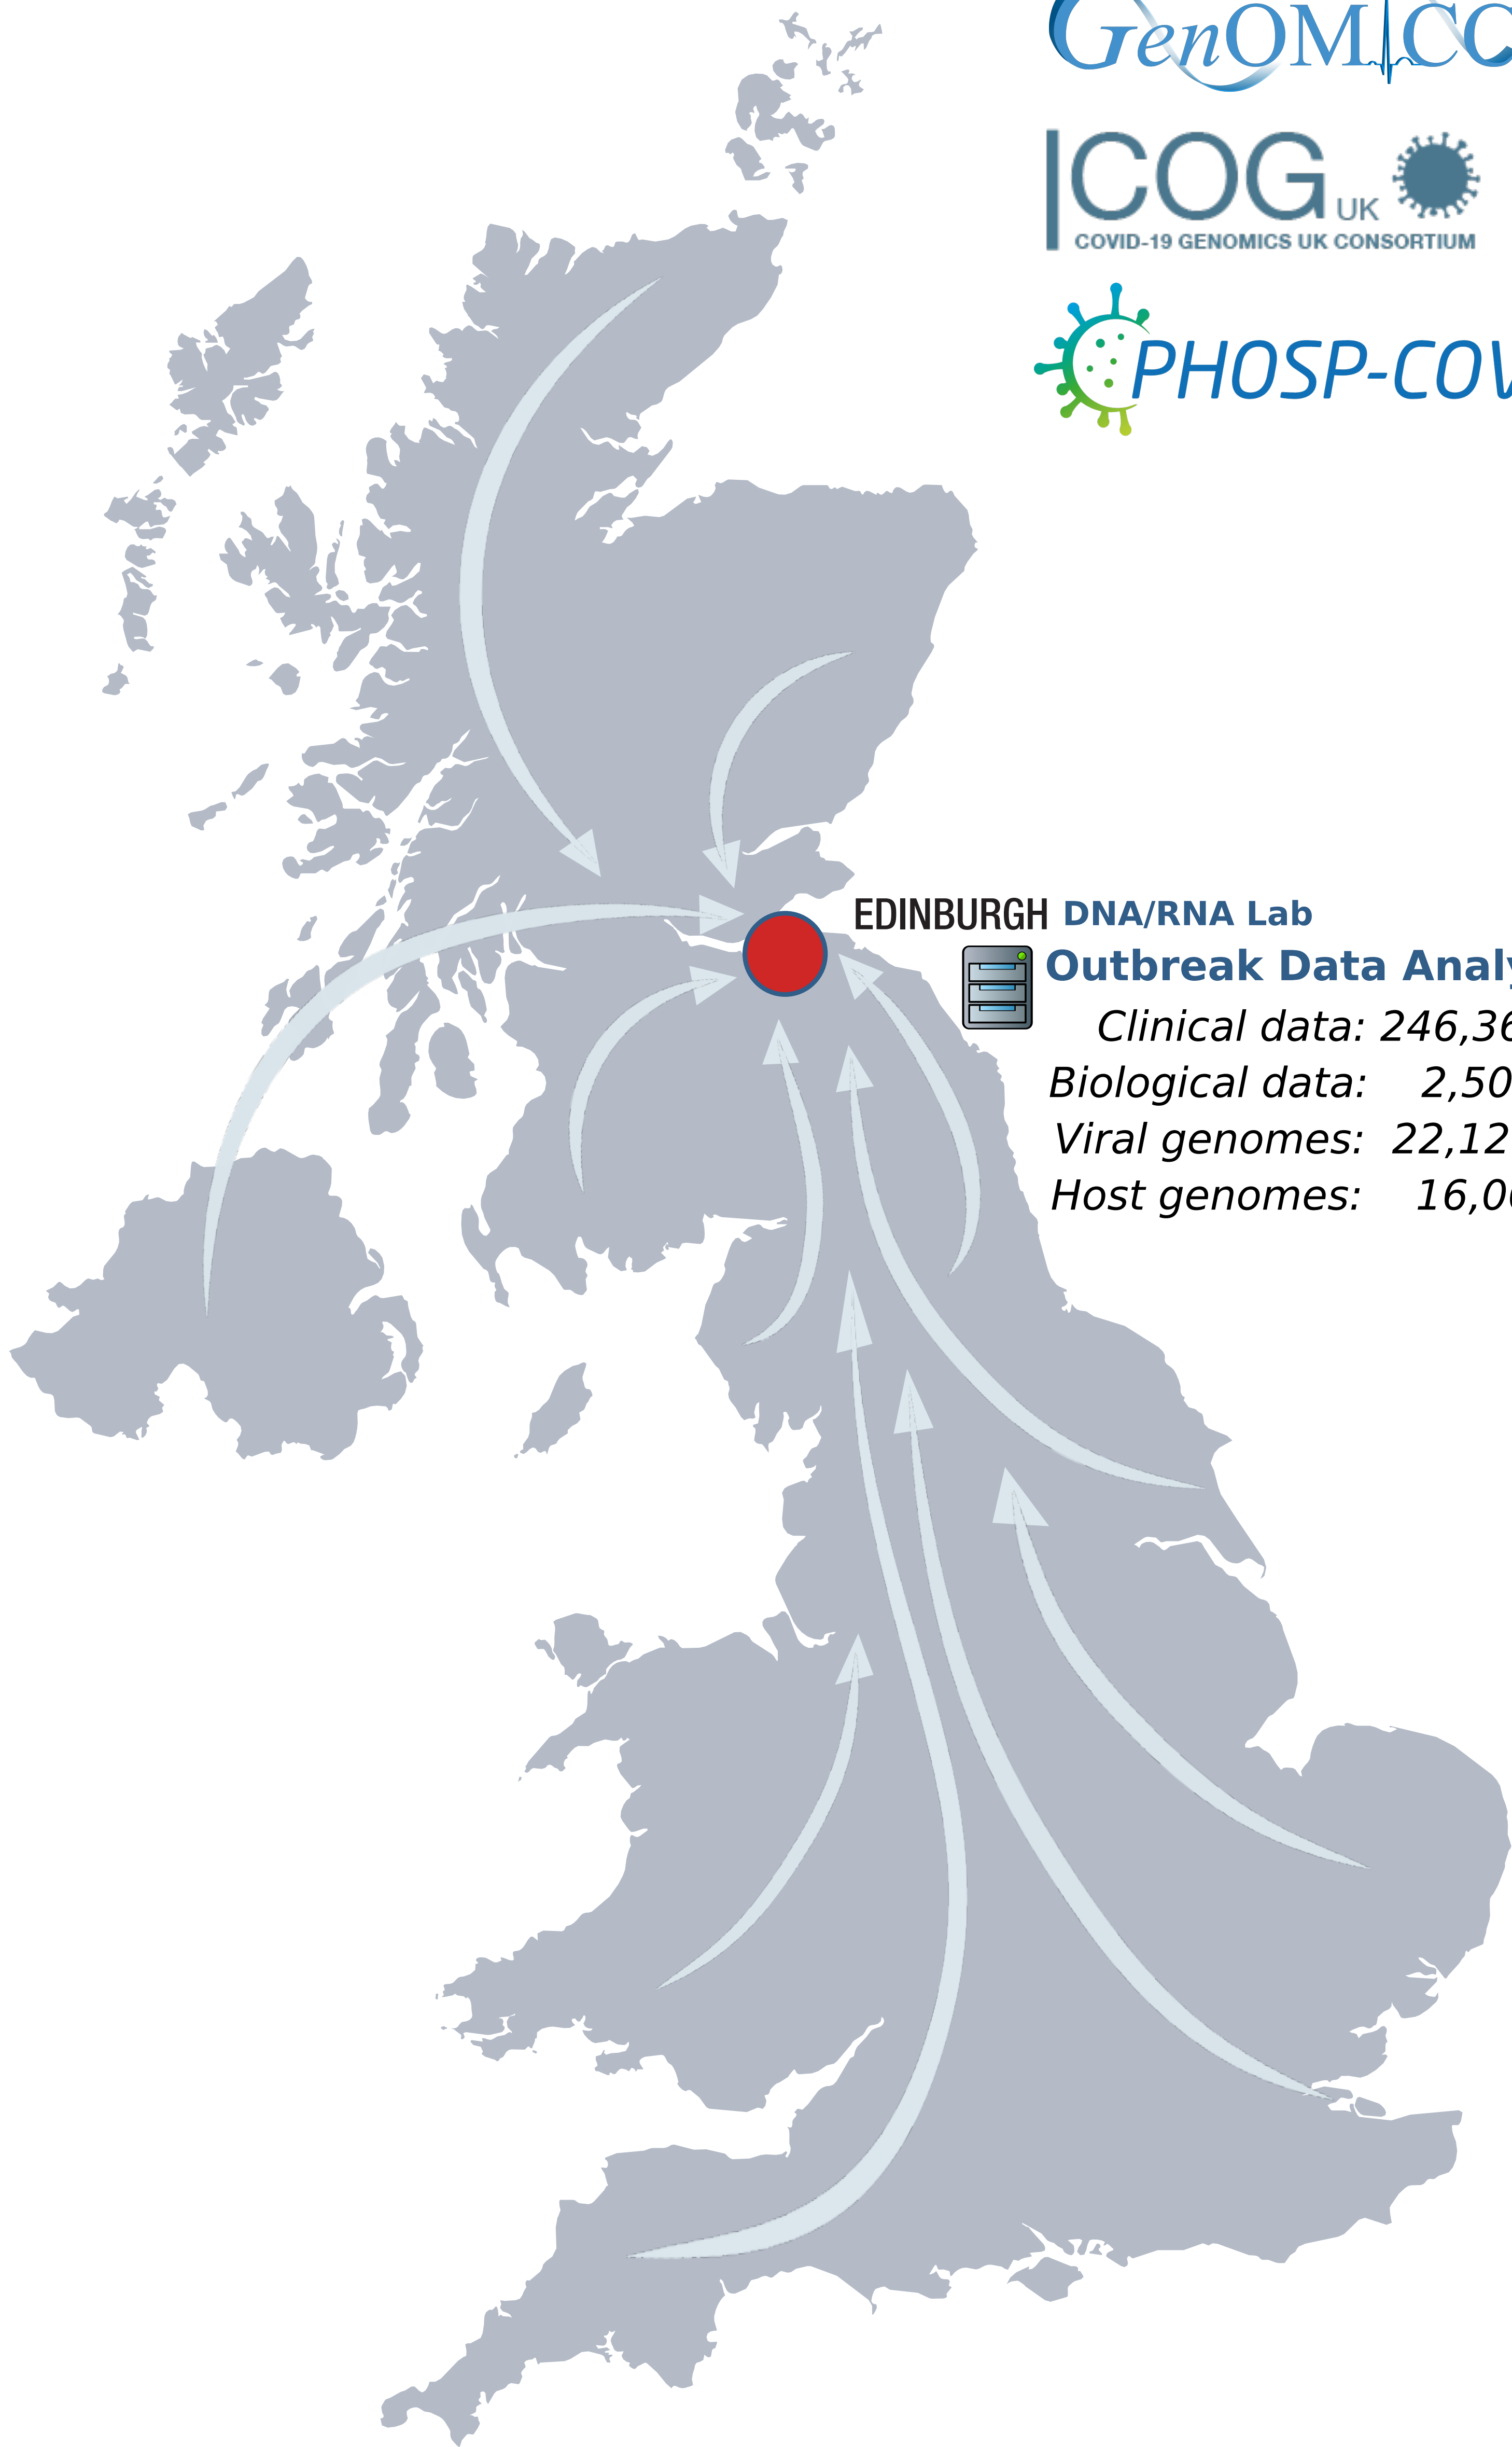 GenOMICC
COG UK
COVID-19 GENOMICS UK CONSORTIUM
PHOSP-COV
EDINBURGH DNA/RNA Lab
Outbreak Data Analy
Clinical data: 246,36
Biological data: 2,50
Viral genomes: 22,12
Host genomes: 16,00